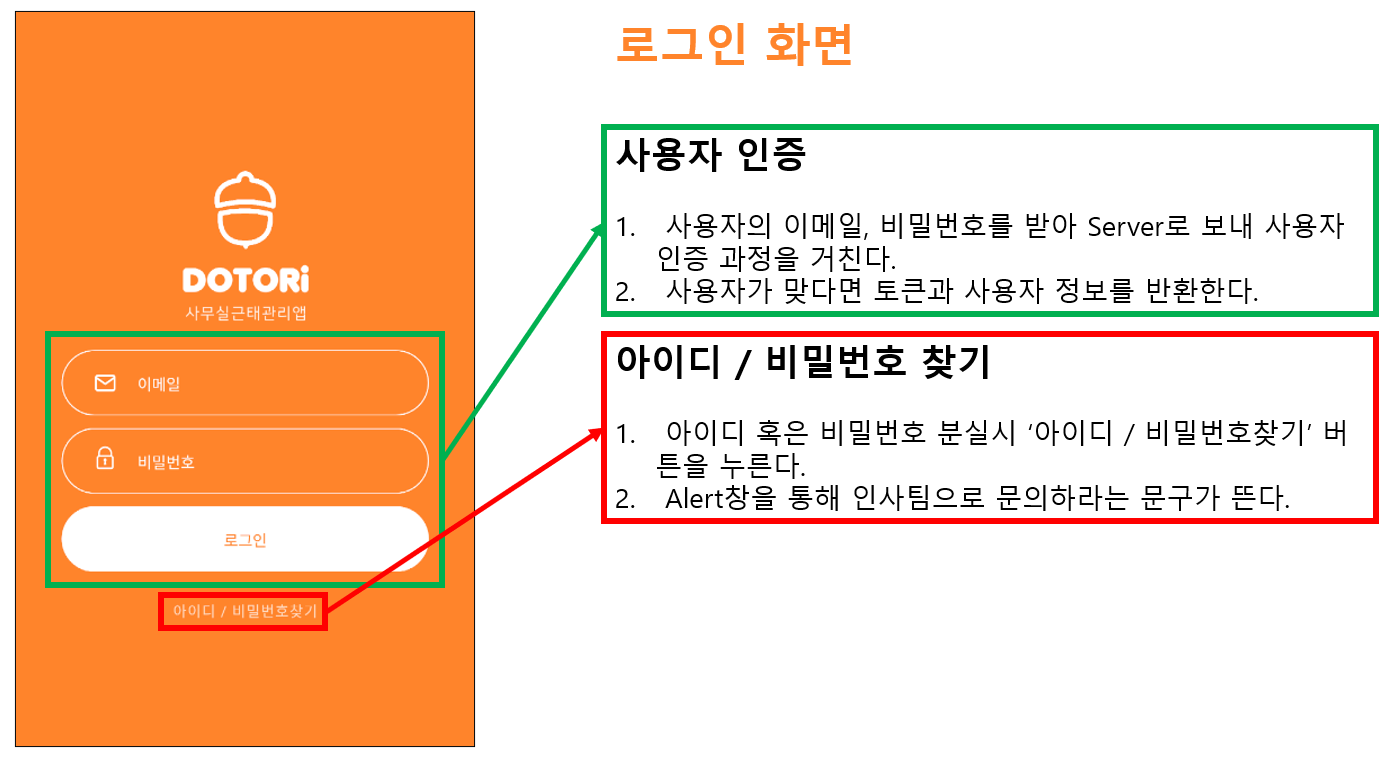 로그인 화면
DOTORi
사무실근태관리앱
이메일
비밀번호
로그인
아이디 / 비밀번호찾기
사용자 인증
1. 사용자의 이메일, 비밀번호를 받아 Server로 보내 사용자
인증 과정을 거친다.
2. 사용자가 맞다면 토큰과 사용자 정보를 반환한다.
아이디 / 비밀번호 찾기
1. 아이디 혹은 비밀번호 분실시 ‘아이디 / 비밀번호찾기’ 버
튼을 누른다.
2. Alert창을 통해 인사팀으로 문의하라는 문구가 뜬다.